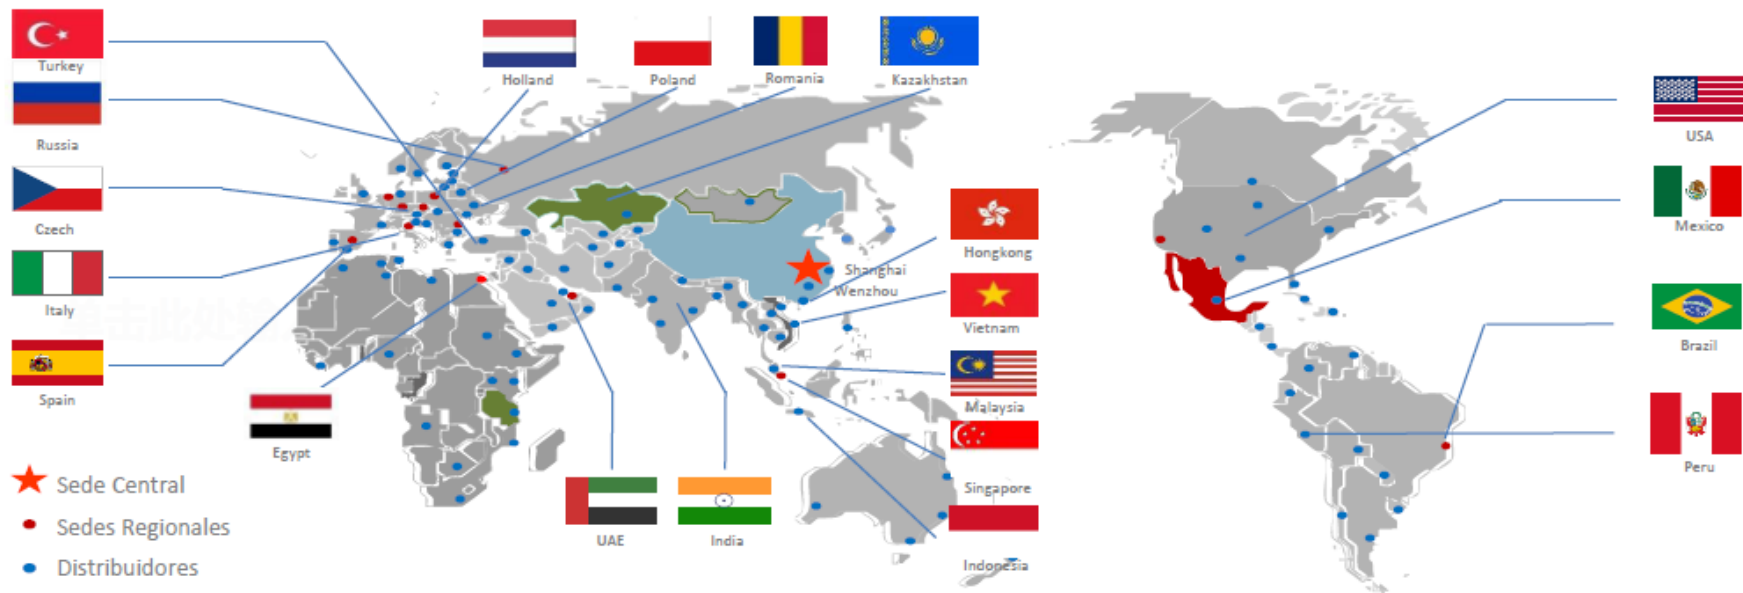 Turkey
Holland
Poland
Romania
Kazakhstan
Russia
USA
Czech
Mexico
Hongkong
Shanghai
Wenzhou
Italy
Vietnam
Brazil
Spain
Malaysia
Egypt
Peru
Singapore
UAE
India
Indonesia
Sede Central
Sedes Regionales
Distribuidores